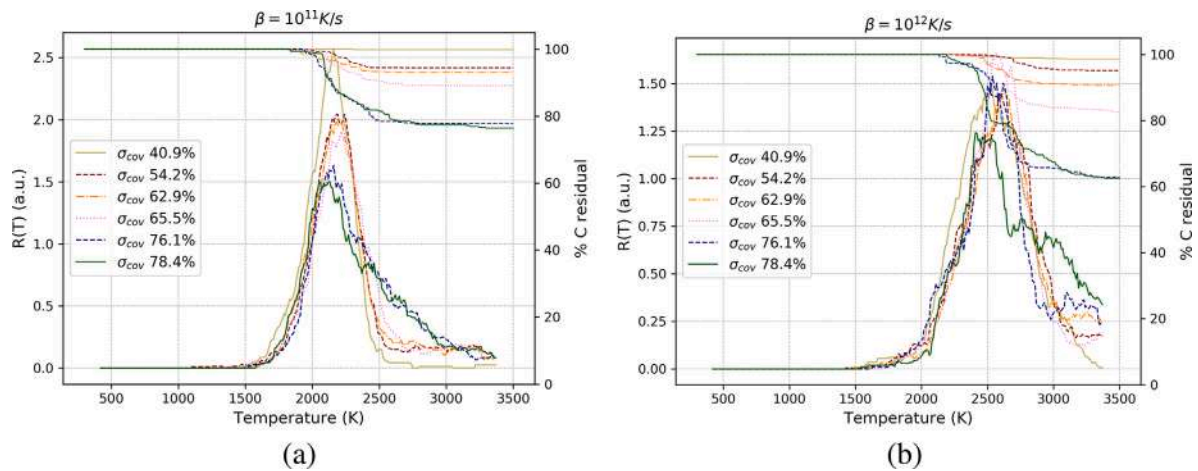 β = 10¹¹K/s
2.5
2.0
1.5
1.0
0.5
0.0
R(T) (a.u.)
σcov 40.9%
σcov 54.2%
σcov 62.9%
σcov 65.5%
σcov 76.1%
σcov 78.4%
100
80
60
40
20
0
% C residual
500 1000 1500 2000 2500 3000 3500
Temperature (K)
(a)
β = 10¹²K/s
1.50
1.25
1.00
0.75
0.50
0.25
0.00
R(T) (a.u.)
σcov 40.9%
σcov 54.2%
σcov 62.9%
σcov 65.5%
σcov 76.1%
σcov 78.4%
100
80
60
40
20
0
% C residual
500 1000 1500 2000 2500 3000 3500
Temperature (K)
(b)